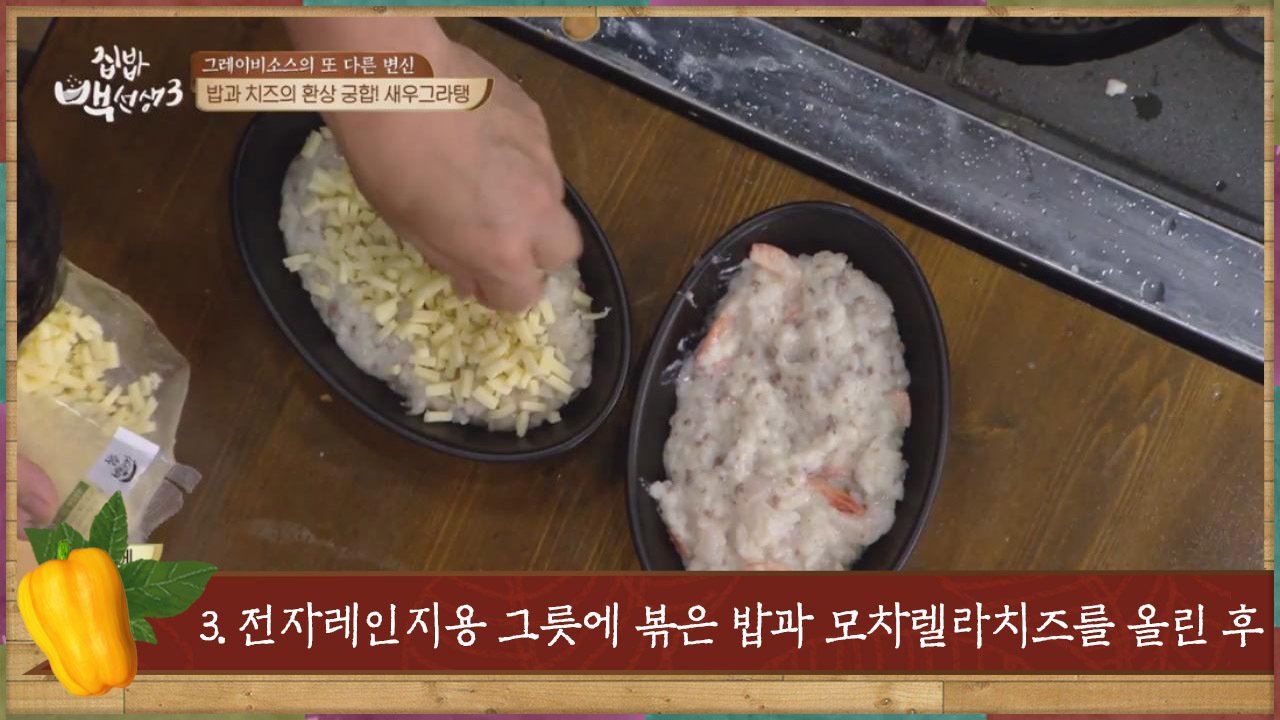 집밥
백선생3
그레이비소스의 또 다른 변신
밥과 치즈의 환상 궁합! 새우그라탱
3. 전자레인지용 그릇에 볶은 밥과 모차렐라치즈를 올린 후